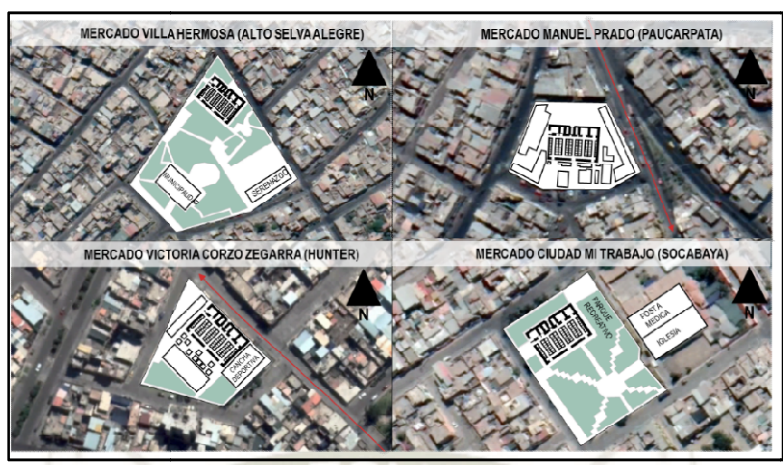 MERCADO VILLA HERMOSA (ALTO SELVA ALEGRE)
N
MUNICIPALIDAD
SERENAZGO
MERCADO MANUEL PRADO (PAUCARPATA)
N
MERCADO VICTORIA CORZO ZEGARRA (HUNTER)
N
CANCHA
DEPORTIVA
MERCADO CIUDAD MI TRABAJO (SOCABAYA)
N
PARQUE
RECREATIVO
POSTA
MEDICA
IGLESIA